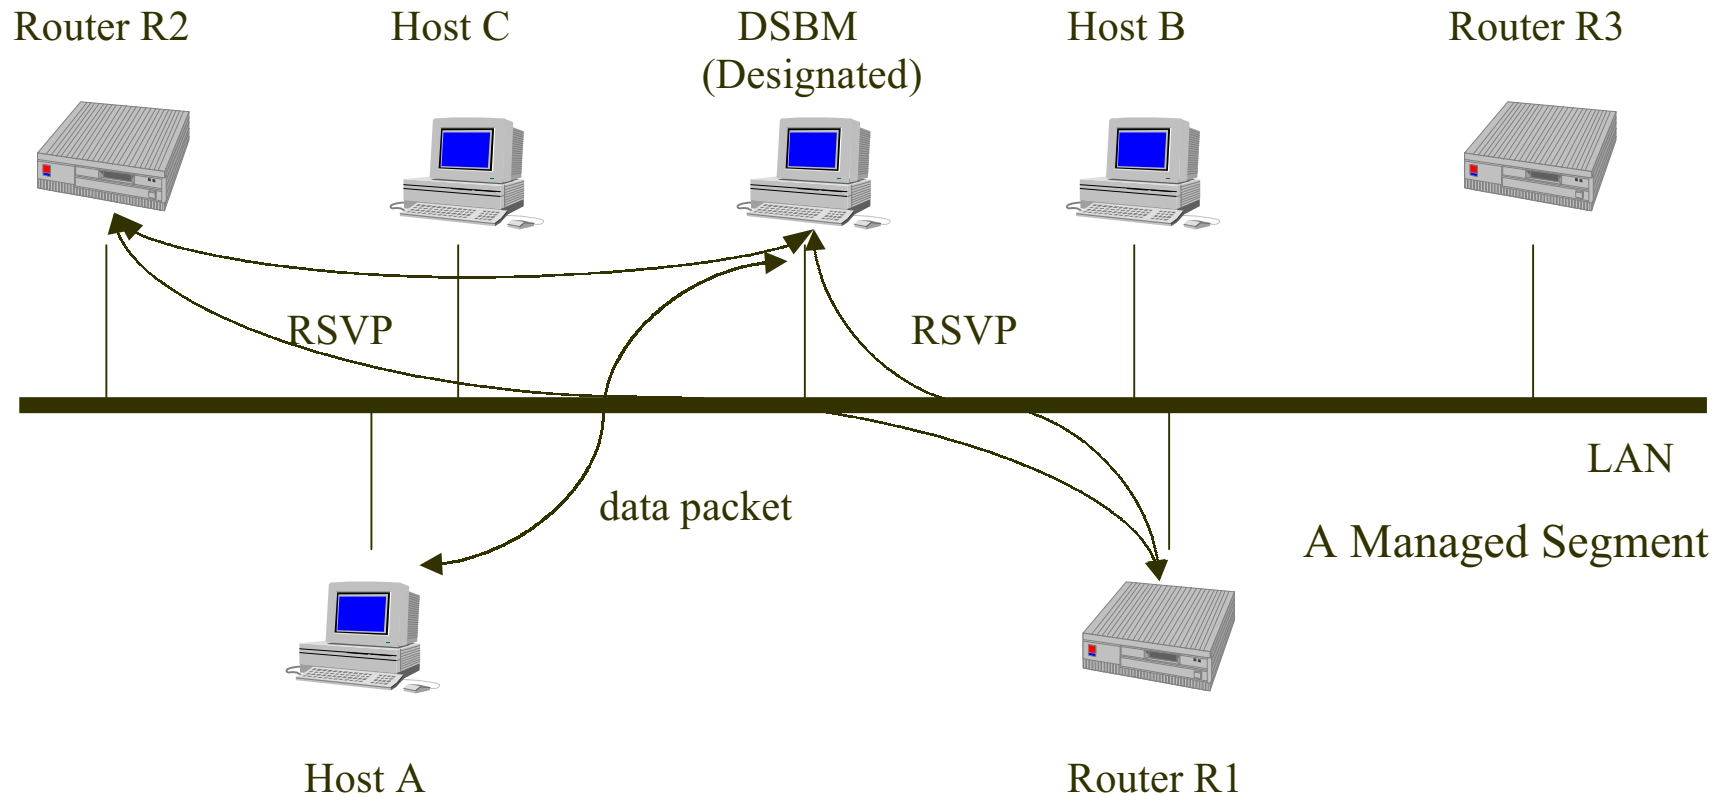 Router R2
Host C
DSBM
(Designated)
Host B
Router R3
RSVP
RSVP
LAN
data packet
A Managed Segment
Host A
Router R1